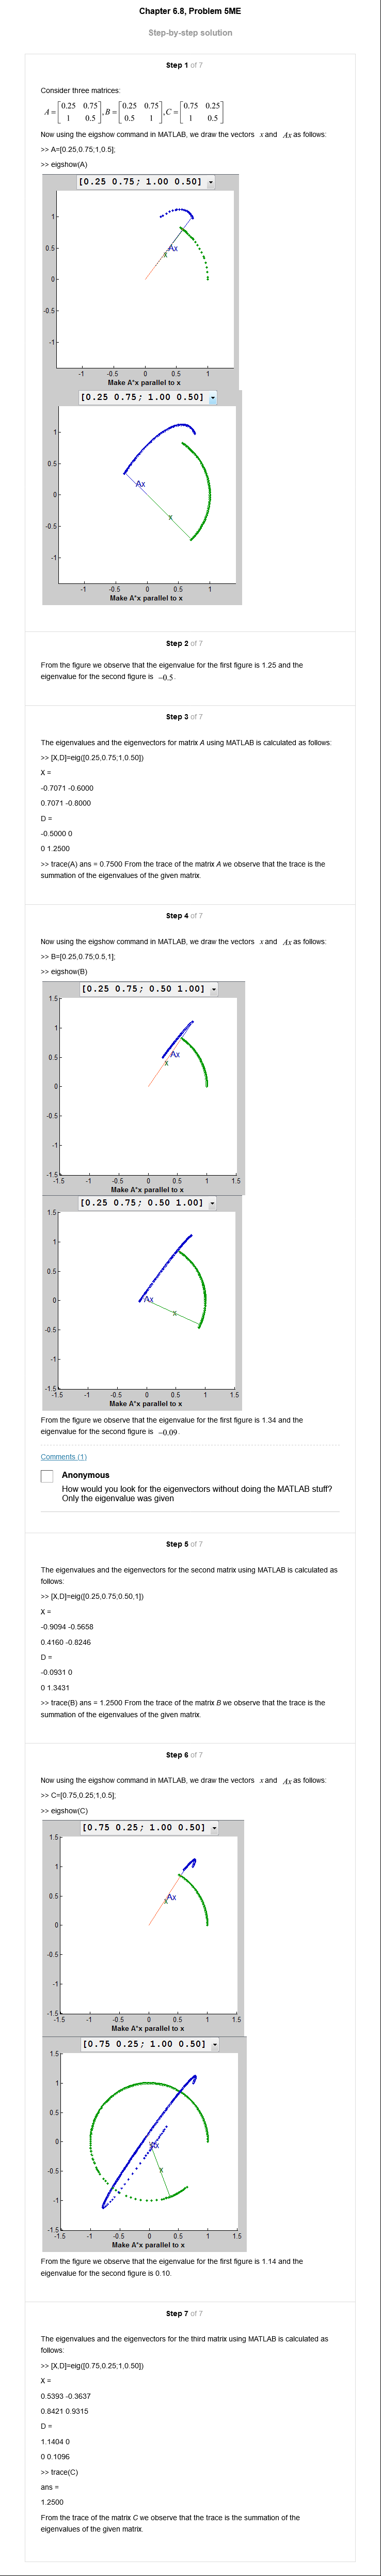 Chapter 6.8, Problem 5ME
Step-by-step solution
Step 1 of 7
Consider three matrices:
A = [0.25 0.75; 1 0.5], B = [0.25 0.75; 0.5 1], C = [0.75 0.25; 1 0.5]
Now using the eigshow command in MATLAB, we draw the vectors x and Ax as follows:
>> A=[0.25,0.75;1,0.5];
>> eigshow(A)
[0.25 0.75; 1.00 0.50]
1
0.5
0
-0.5
-1
Ax
x
-1 -0.5 0 0.5 1
Make A*x parallel to x
[0.25 0.75; 1.00 0.50]
1
0.5
0
-0.5
-1
Ax
x
-1 -0.5 0 0.5 1
Make A*x parallel to x
Step 2 of 7
From the figure we observe that the eigenvalue for the first figure is 1.25 and the
eigenvalue for the second figure is −0.5.
Step 3 of 7
The eigenvalues and the eigenvectors for matrix A using MATLAB is calculated as follows:
>> [X,D]=eig([0.25,0.75;1,0.50])
X =
-0.7071 -0.6000
0.7071 -0.8000
D =
-0.5000 0
0 1.2500
>> trace(A) ans = 0.7500 From the trace of the matrix A we observe that the trace is the
summation of the eigenvalues of the given matrix.
Step 4 of 7
Now using the eigshow command in MATLAB, we draw the vectors x and Ax as follows:
>> B=[0.25,0.75;0.5,1];
>> eigshow(B)
[0.25 0.75; 0.50 1.00]
1.5
1
0.5
0
-0.5
-1
-1.5
Ax
x
-1.5 -1 -0.5 0 0.5 1 1.5
Make A*x parallel to x
[0.25 0.75; 0.50 1.00]
1.5
1
0.5
0
-0.5
-1
-1.5
Ax
x
-1.5 -1 -0.5 0 0.5 1 1.5
Make A*x parallel to x
From the figure we observe that the eigenvalue for the first figure is 1.34 and the
eigenvalue for the second figure is −0.09.
Comments (1)
Anonymous
How would you look for the eigenvectors without doing the MATLAB stuff?
Only the eigenvalue was given
Step 5 of 7
The eigenvalues and the eigenvectors for the second matrix using MATLAB is calculated as
follows:
>> [X,D]=eig([0.25,0.75;0.50,1])
X =
-0.9094 -0.5658
0.4160 -0.8246
D =
-0.0931 0
0 1.3431
>> trace(B) ans = 1.2500 From the trace of the matrix B we observe that the trace is the
summation of the eigenvalues of the given matrix.
Step 6 of 7
Now using the eigshow command in MATLAB, we draw the vectors x and Ax as follows:
>> C=[0.75,0.25;1,0.5];
>> eigshow(C)
[0.75 0.25; 1.00 0.50]
1.5
1
0.5
0
-0.5
-1
-1.5
Ax
x
-1.5 -1 -0.5 0 0.5 1 1.5
Make A*x parallel to x
[0.75 0.25; 1.00 0.50]
1.5
1
0.5
0
-0.5
-1
-1.5
Ax
x
-1.5 -1 -0.5 0 0.5 1 1.5
Make A*x parallel to x
From the figure we observe that the eigenvalue for the first figure is 1.14 and the
eigenvalue for the second figure is 0.10.
Step 7 of 7
The eigenvalues and the eigenvectors for the third matrix using MATLAB is calculated as
follows:
>> [X,D]=eig([0.75,0.25;1,0.50])
X =
0.5393 -0.3637
0.8421 0.9315
D =
1.1404 0
0 0.1096
>> trace(C)
ans =
1.2500
From the trace of the matrix C we observe that the trace is the summation of the
eigenvalues of the given matrix.